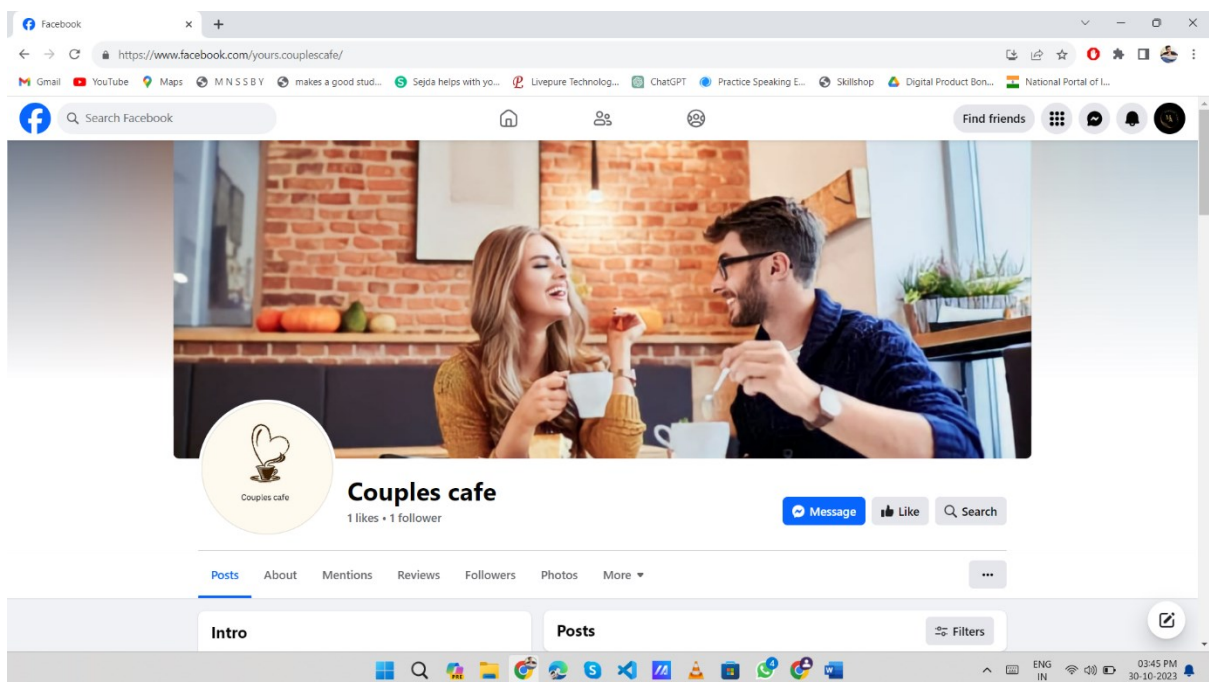 Facebook
https://www.facebook.com/yours.couplescafe/
Gmail YouTube Maps M N S S B Y makes a good stud... Sejda helps with yo... Livepure Technolog... ChatGPT Practice Speaking E... Skillshop Digital Product Bon... National Portal of I...
Search Facebook Find friends
Couples cafe
Couples cafe
1 likes • 1 follower
Message Like Search
Posts About Mentions Reviews Followers Photos More
Intro Posts Filters
ENG 03:45 PM
IN 30-10-2023